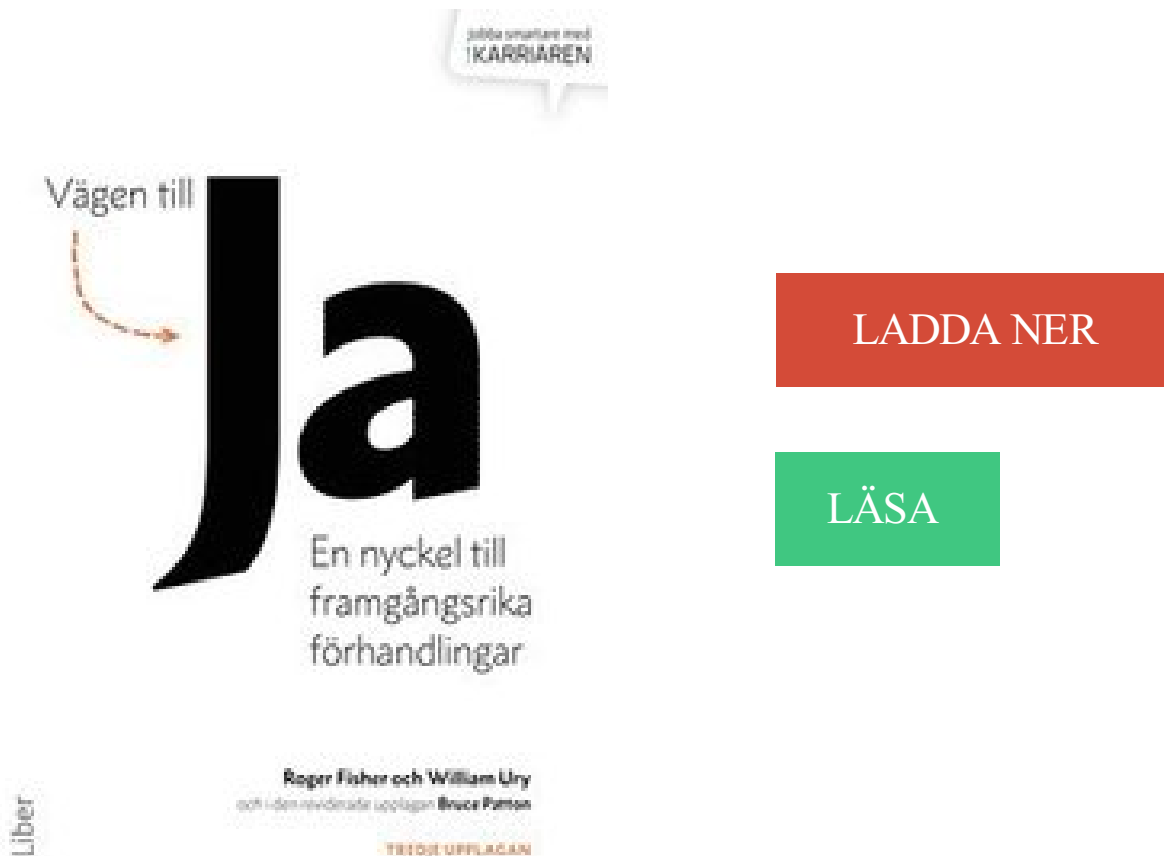 jobba smartare med
KARRIÄREN
Vägen till
Ja
En nyckel till
framgångsrika
förhandlingar
Roger Fisher och William Ury
och i den reviderade upplagan Bruce Patton
TREDJE UPPLAGAN
Liber
LADDA NER
LÄSA